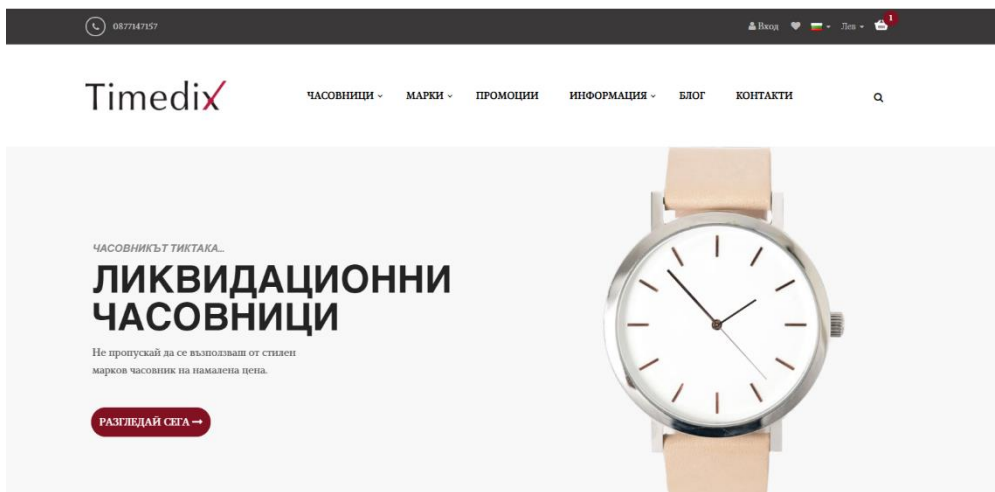 0877147157
Вход
Лев
1
Timedix
ЧАСОВНИЦИ
МАРКИ
ПРОМОЦИИ
ИНФОРМАЦИЯ
БЛОГ
КОНТАКТИ
ЧАСОВНИКЪТ ТИКТАКА...
ЛИКВИДАЦИОННИ
ЧАСОВНИЦИ
Не пропускай да се възползваш от стилен
марков часовник на намалена цена.
РАЗГЛЕДАЙ СЕГА →